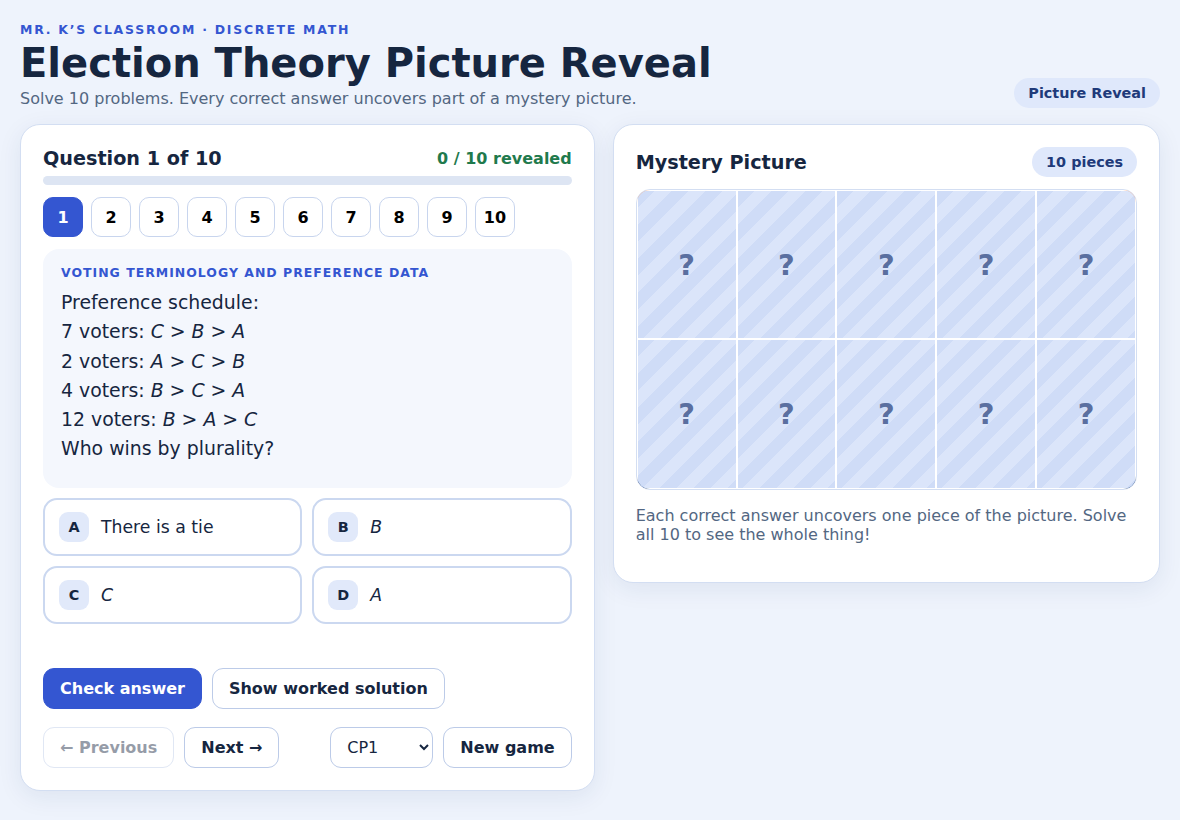 MR. K’S CLASSROOM · DISCRETE MATH
Election Theory Picture Reveal
Solve 10 problems. Every correct answer uncovers part of a mystery picture.
Picture Reveal
Question 1 of 10
0 / 10 revealed
1 2 3 4 5 6 7 8 9 10
VOTING TERMINOLOGY AND PREFERENCE DATA
Preference schedule:
7 voters: C > B > A
2 voters: A > C > B
4 voters: B > C > A
12 voters: B > A > C
Who wins by plurality?
A There is a tie
B B
C C
D A
Check answer
Show worked solution
← Previous
Next →
CP1
New game
Mystery Picture
10 pieces
? ? ? ? ?
? ? ? ? ?
Each correct answer uncovers one piece of the picture. Solve
all 10 to see the whole thing!